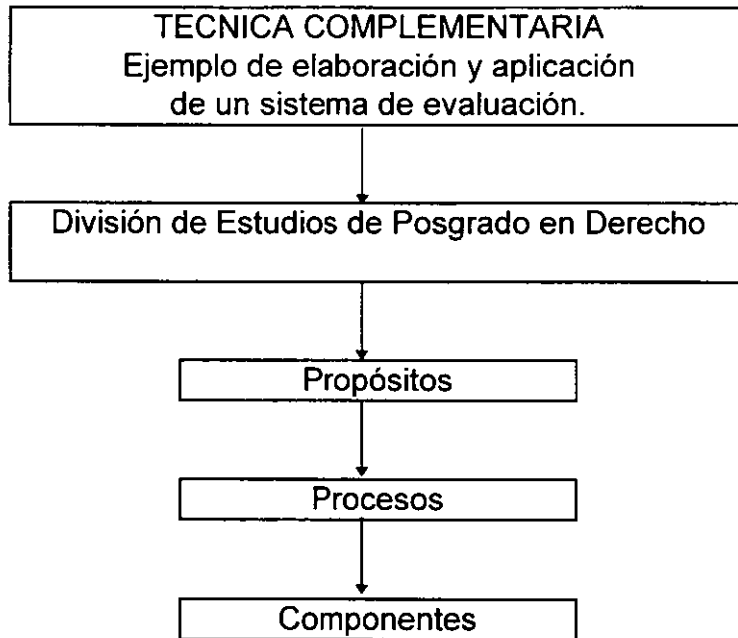 TECNICA COMPLEMENTARIA
Ejemplo de elaboración y aplicación
de un sistema de evaluación.
División de Estudios de Posgrado en Derecho
Propósitos
Procesos
Componentes